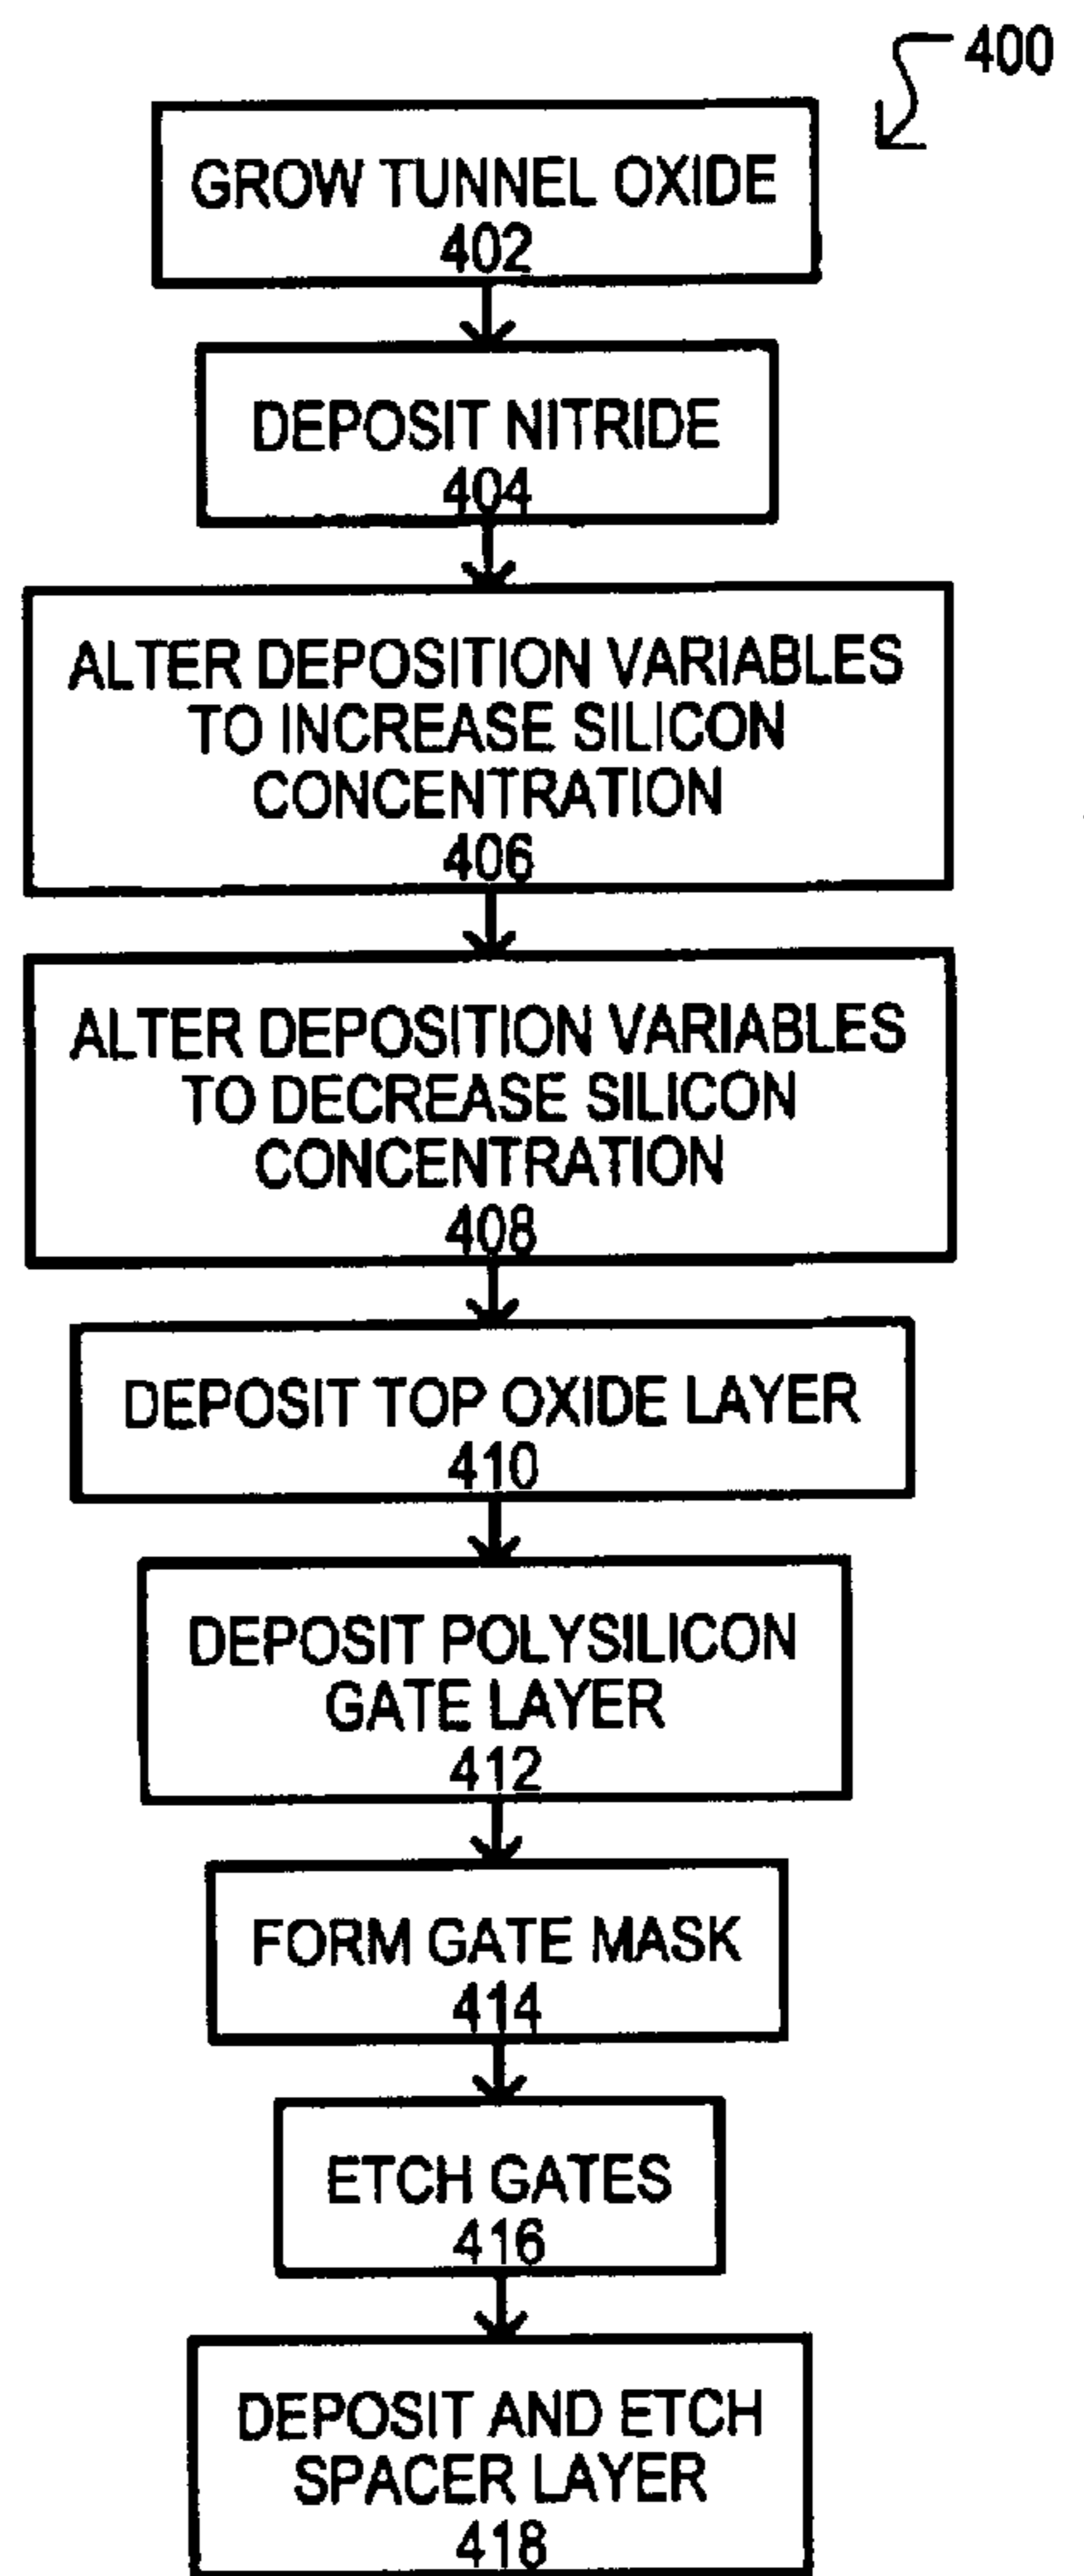 400
GROW TUNNEL OXIDE
402
DEPOSIT NITRIDE
404
ALTER DEPOSITION VARIABLES
TO INCREASE SILICON
CONCENTRATION
406
ALTER DEPOSITION VARIABLES
TO DECREASE SILICON
CONCENTRATION
408
DEPOSIT TOP OXIDE LAYER
410
DEPOSIT POLYSILICON
GATE LAYER
412
FORM GATE MASK
414
ETCH GATES
416
DEPOSIT AND ETCH
SPACER LAYER
418